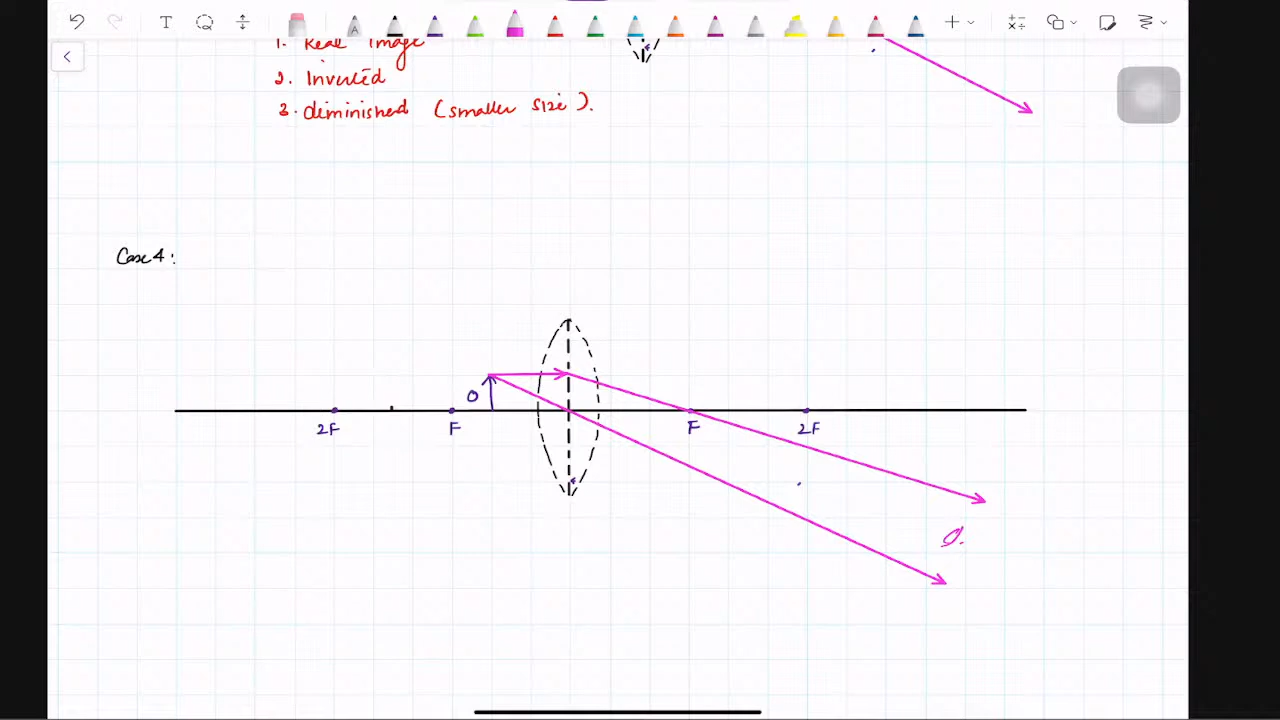 1. Real Image
2. Inverted
3. diminished (smaller size).
Case 4:
O
2F
F
F
2F